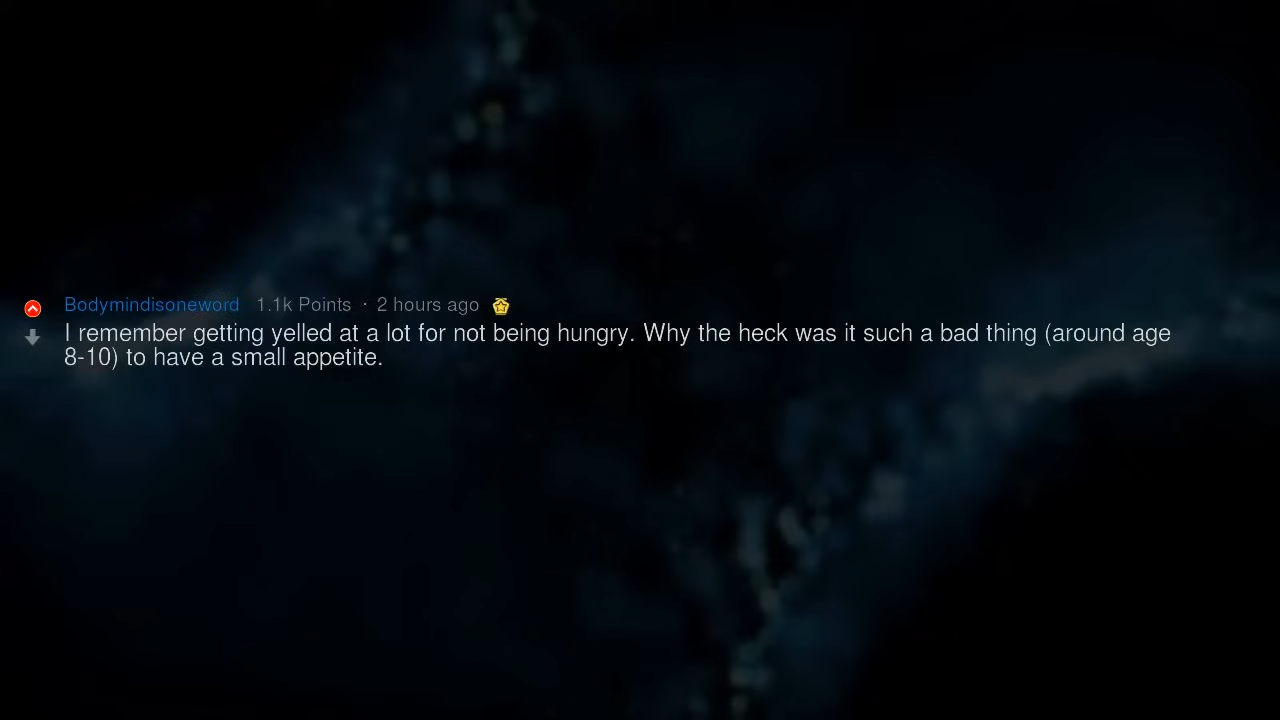 Bodymindisoneword 1.1k Points · 2 hours ago
I remember getting yelled at a lot for not being hungry. Why the heck was it such a bad thing (around age
8-10) to have a small appetite.